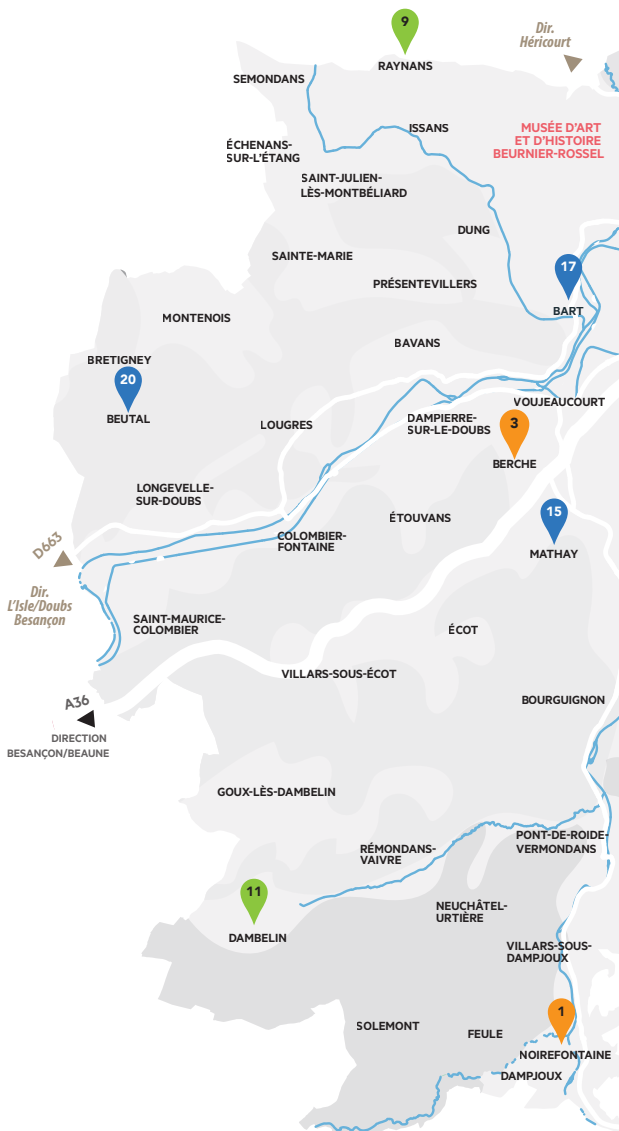 9
Dir.
Héricourt
RAYNANS
SEMONDANS
ISSANS
MUSÉE D'ART
ET D'HISTOIRE
BEURNIER-ROSSEL
ÉCHENANS-
SUR-L'ÉTANG
SAINT-JULIEN-
LÈS-MONTBÉLIARD
DUNG
SAINTE-MARIE
17
PRÉSENTEVILLERS
BART
MONTENOIS
BAVANS
BRETIGNEY
20
BEUTAL
VOUJEAUCOURT
DAMPIERRE-
SUR-LE-DOUBS
LOUGRES
3
BERCHE
LONGEVELLE-
SUR-DOUBS
15
ÉTOUVANS
MATHAY
COLOMBIER-
FONTAINE
D663
Dir.
L'Isle/Doubs
Besançon
SAINT-MAURICE-
COLOMBIER
ÉCOT
VILLARS-SOUS-ÉCOT
A36
BOURGUIGNON
DIRECTION
BESANÇON/BEAUNE
GOUX-LÈS-DAMBELIN
PONT-DE-ROIDE-
VERMONDANS
RÉMONDANS-
VAIVRE
11
NEUCHÂTEL-
URTIÈRE
DAMBELIN
VILLARS-SOUS-
DAMPJOUX
1
SOLEMONT
FEULE
NOIREFONTAINE
DAMPJOUX